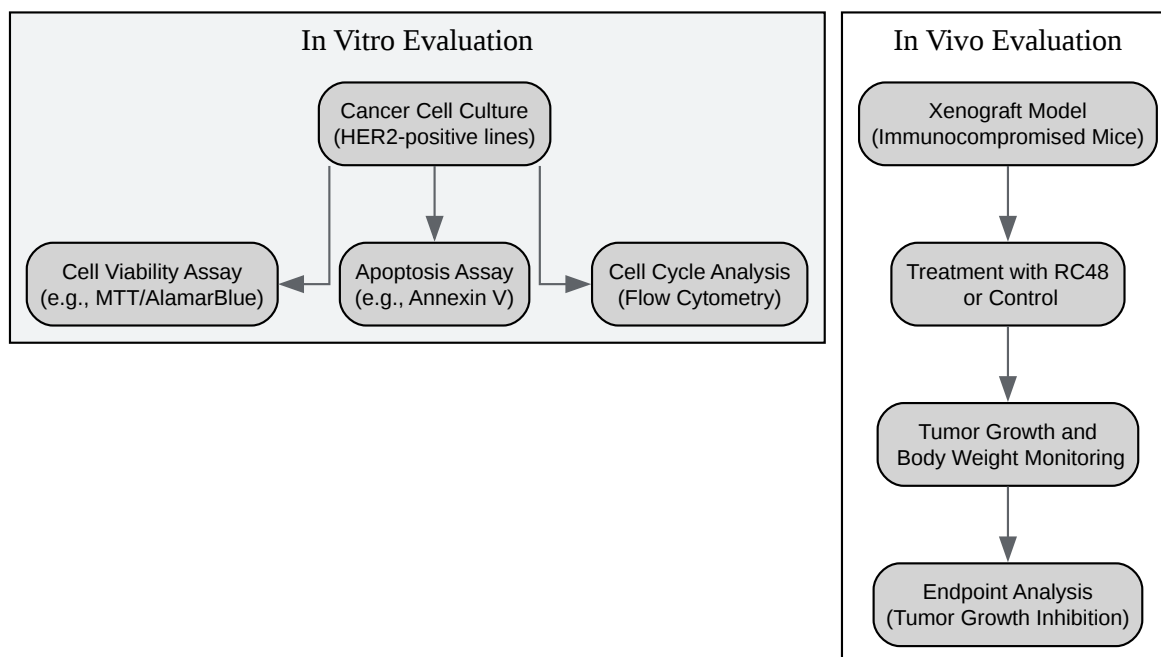 In Vitro Evaluation
Cancer Cell Culture
(HER2-positive lines)
Cell Viability Assay
(e.g., MTT/AlamarBlue)
Apoptosis Assay
(e.g., Annexin V)
Cell Cycle Analysis
(Flow Cytometry)
In Vivo Evaluation
Xenograft Model
(Immunocompromised Mice)
Treatment with RC48
or Control
Tumor Growth and
Body Weight Monitoring
Endpoint Analysis
(Tumor Growth Inhibition)